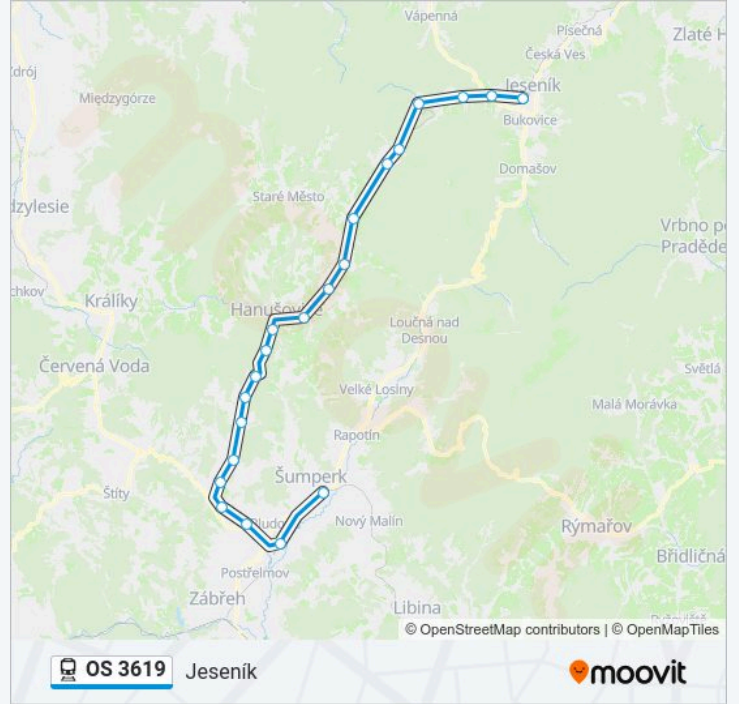 Vápenná
Písečná
Zlaté H
Česká Ves
zdrój
Jeseník
Międzygórze
Bukovice
Domašov
Staré Město
dzylesie
Vrbno p
Praděde
chkov
Králíky
Hanušovice
Loučná nad
Desnou
Červená Voda
Světlá
Velké Losiny
Malá Morávka
Rapotín
Šumperk
Štíty
Bludov
Nový Malín
Rýmařov
Břidličná
Postřelmov
Zábřeh
Libina
© OpenStreetMap contributors | © OpenMapTiles
OS 3619 Jeseník
moovit